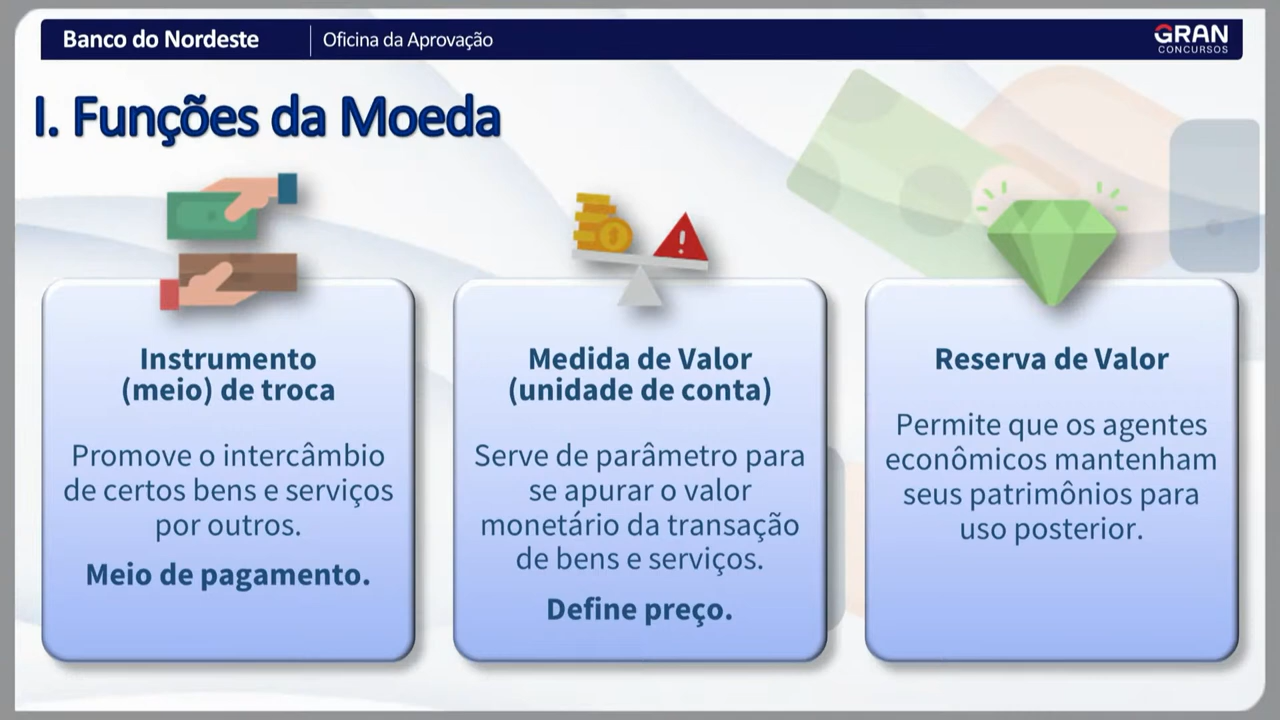 Banco do Nordeste
Oficina da Aprovação
GRAN
CONCURSOS
I. Funções da Moeda
Instrumento
(meio) de troca
Promove o intercâmbio
de certos bens e serviços
por outros.
Meio de pagamento.
Medida de Valor
(unidade de conta)
Serve de parâmetro para
se apurar o valor
monetário da transação
de bens e serviços.
Define preço.
Reserva de Valor
Permite que os agentes
econômicos mantenham
seus patrimônios para
uso posterior.